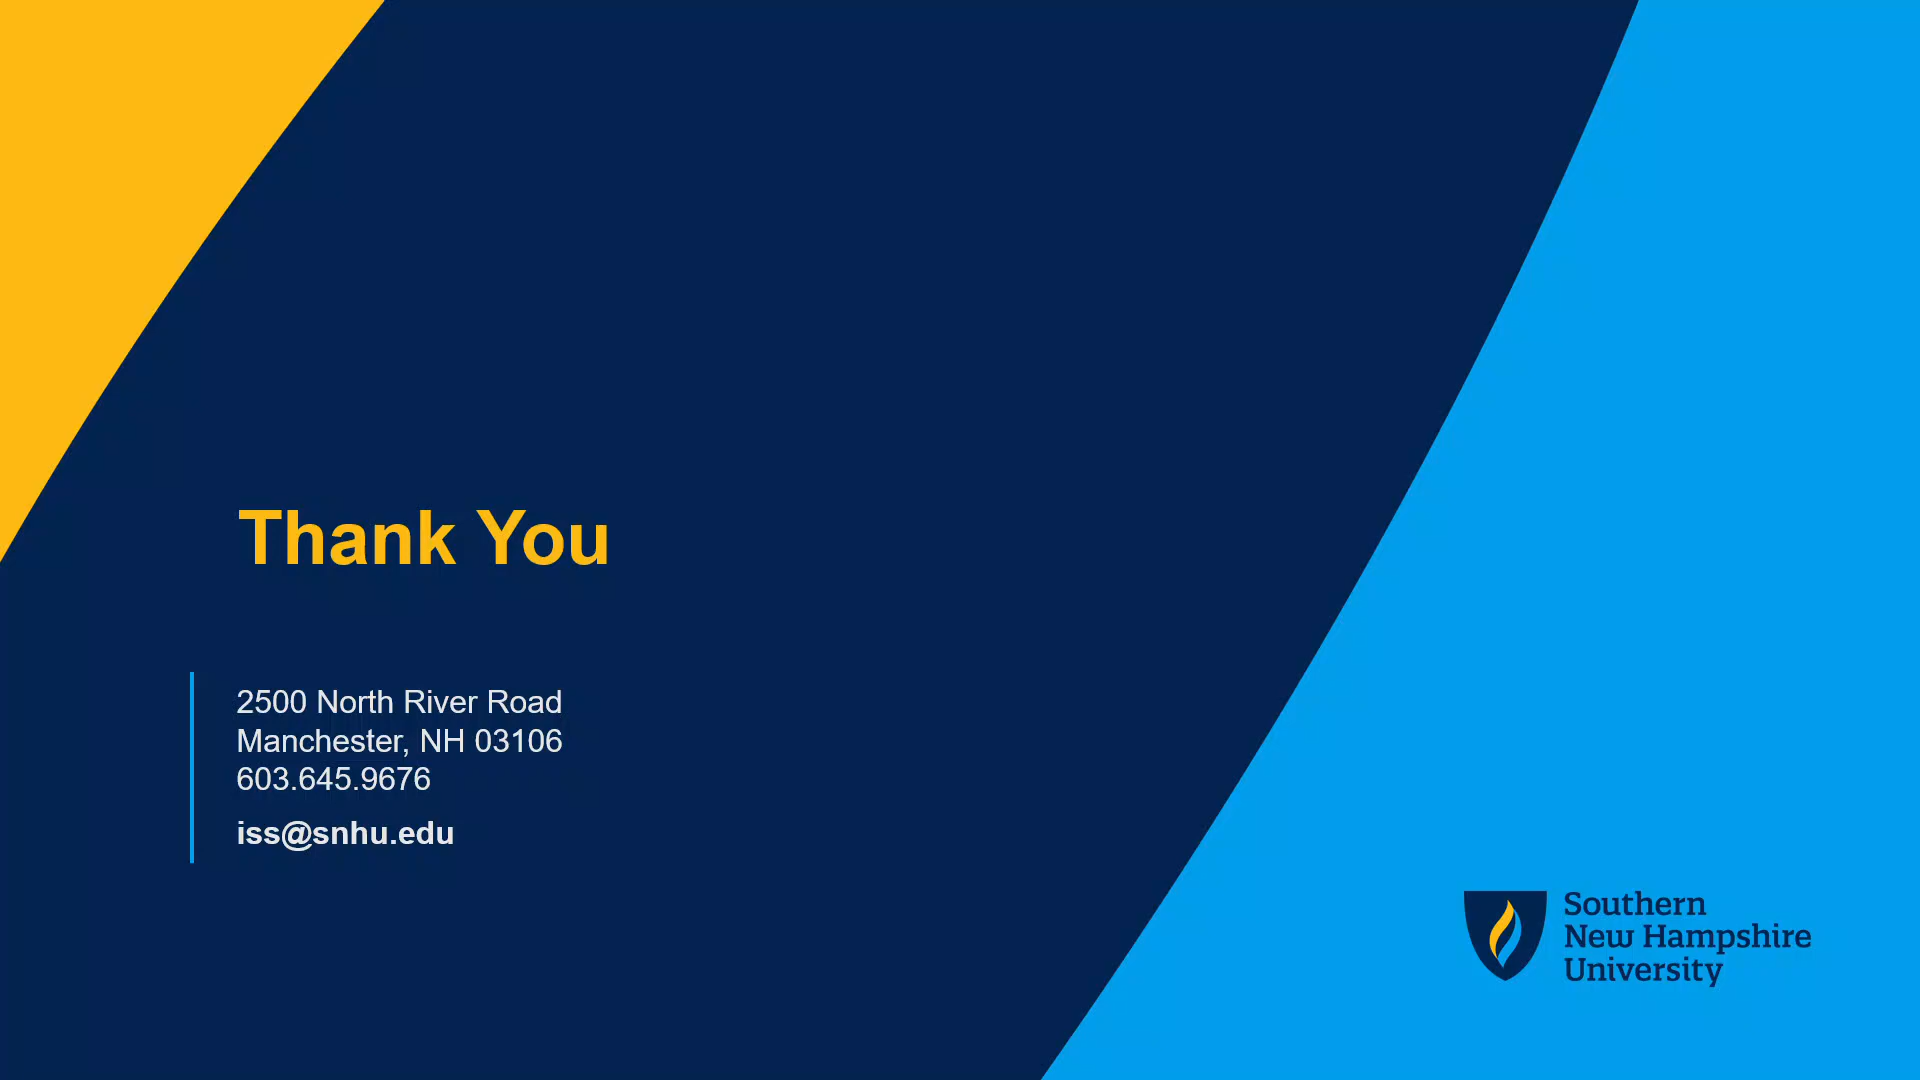 Thank You
2500 North River Road
Manchester, NH 03106
603.645.9676
iss@snhu.edu
Southern
New Hampshire
University